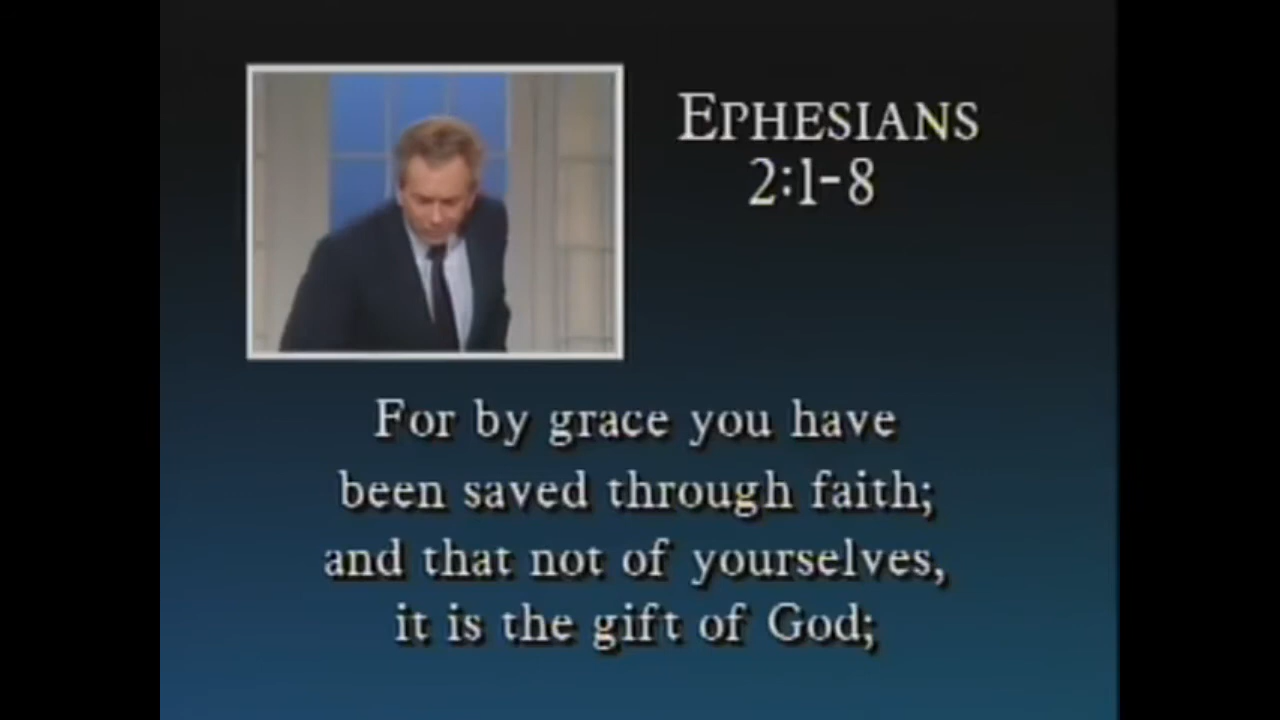 EPHESIANS
2:1-8
For by grace you have
been saved through faith;
and that not of yourselves,
it is the gift of God;